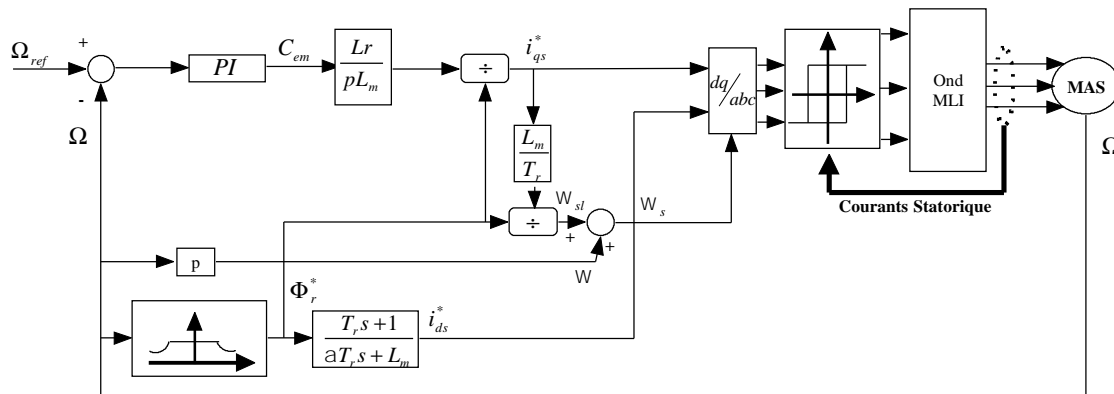 Ω_ref
+
-
PI
C_em
Lr
pL_m
÷
i*_qs
dq/abc
Ond
MLI
MAS
Ω
Ω
L_m
T_r
÷
W_sl
+
+
W_s
Courants Statorique
p
W
Φ*_r
T_r s + 1
aT_r s + L_m
i*_ds